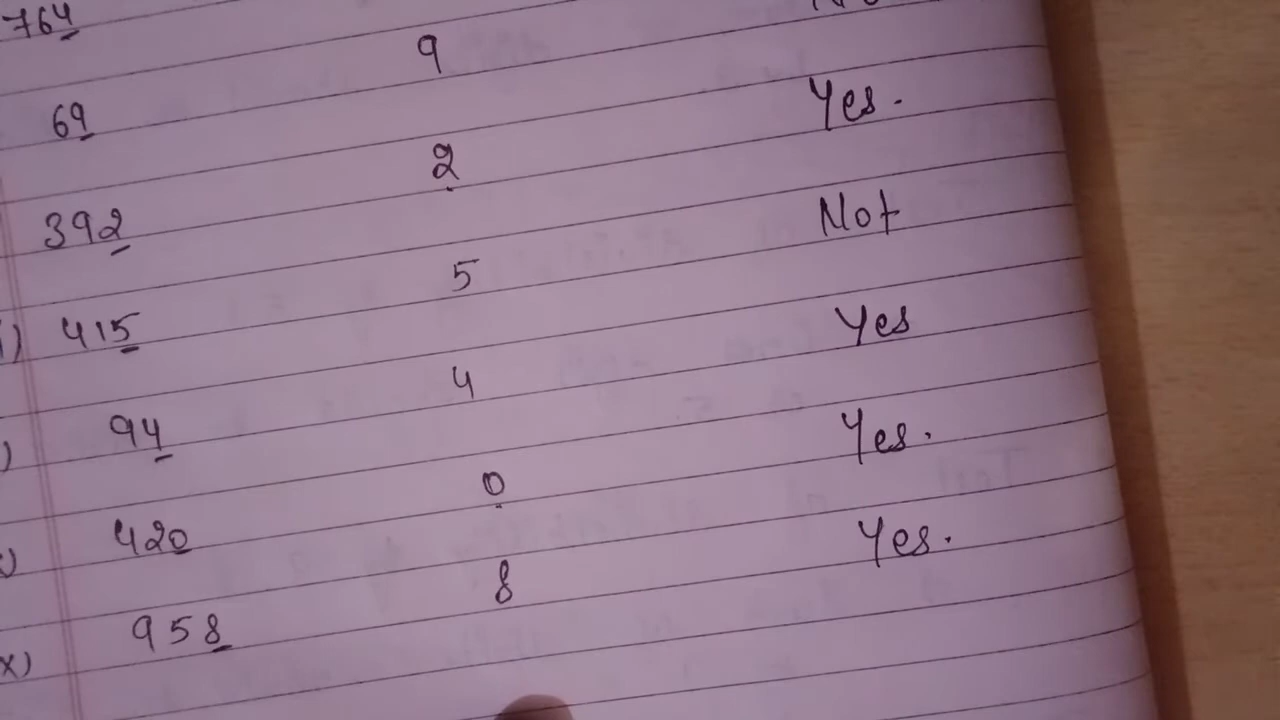 764
69 9
392 2 Yes.
415 5 Not
94 4 Yes
420 0 Yes.
x) 958 8 Yes.